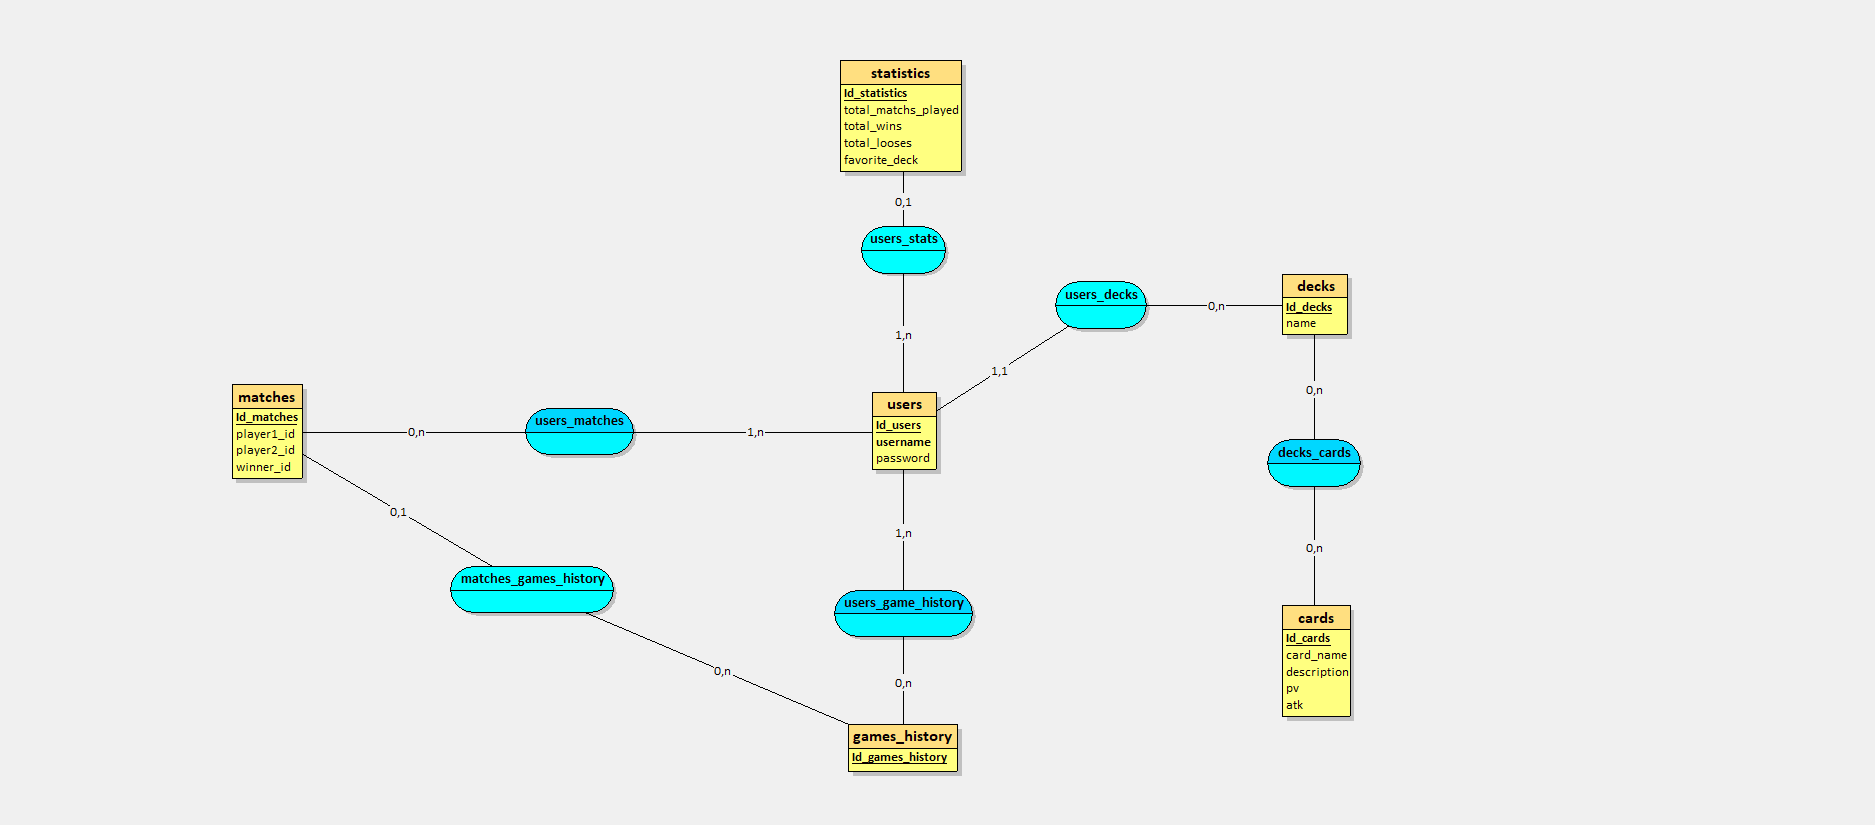 statistics
Id_statistics
total_matchs_played
total_wins
total_looses
favorite_deck
0,1
users_stats
1,n
users_decks
0,n
1,1
decks
Id_decks
name
0,n
decks_cards
0,n
cards
Id_cards
card_name
description
pv
atk
matches
Id_matches
player1_id
player2_id
winner_id
0,n
users_matches
1,n
users
Id_users
username
password
0,1
matches_games_history
0,n
1,n
users_game_history
0,n
games_history
Id_games_history